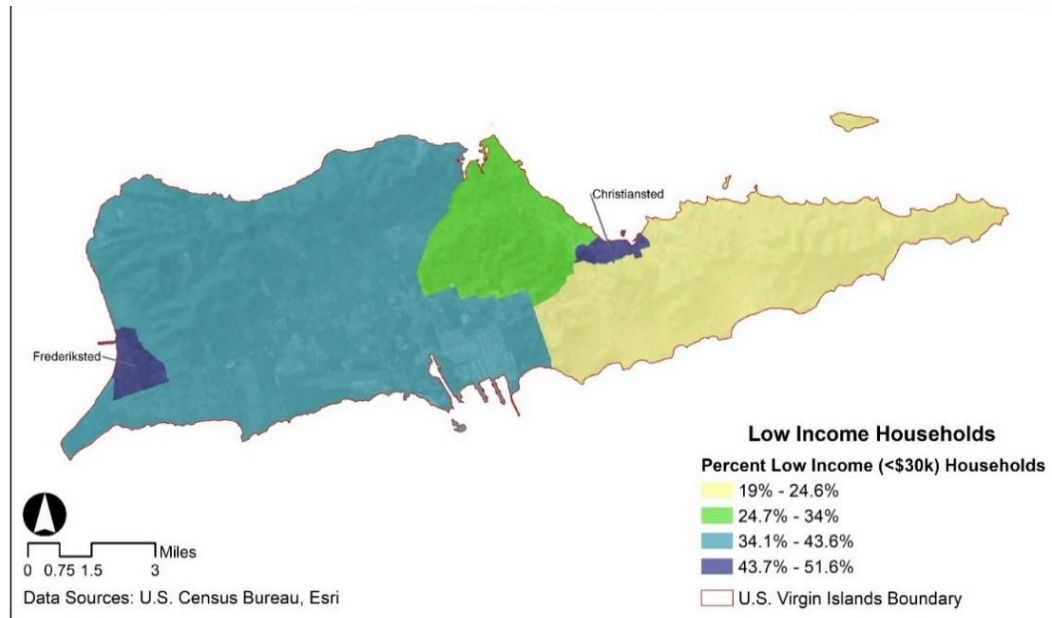 Christiansted
Frederiksted
Low Income Households
Percent Low Income (<$30k) Households
19% - 24.6%
24.7% - 34%
34.1% - 43.6%
43.7% - 51.6%
U.S. Virgin Islands Boundary
Miles
0 0.75 1.5 3
Data Sources: U.S. Census Bureau, Esri